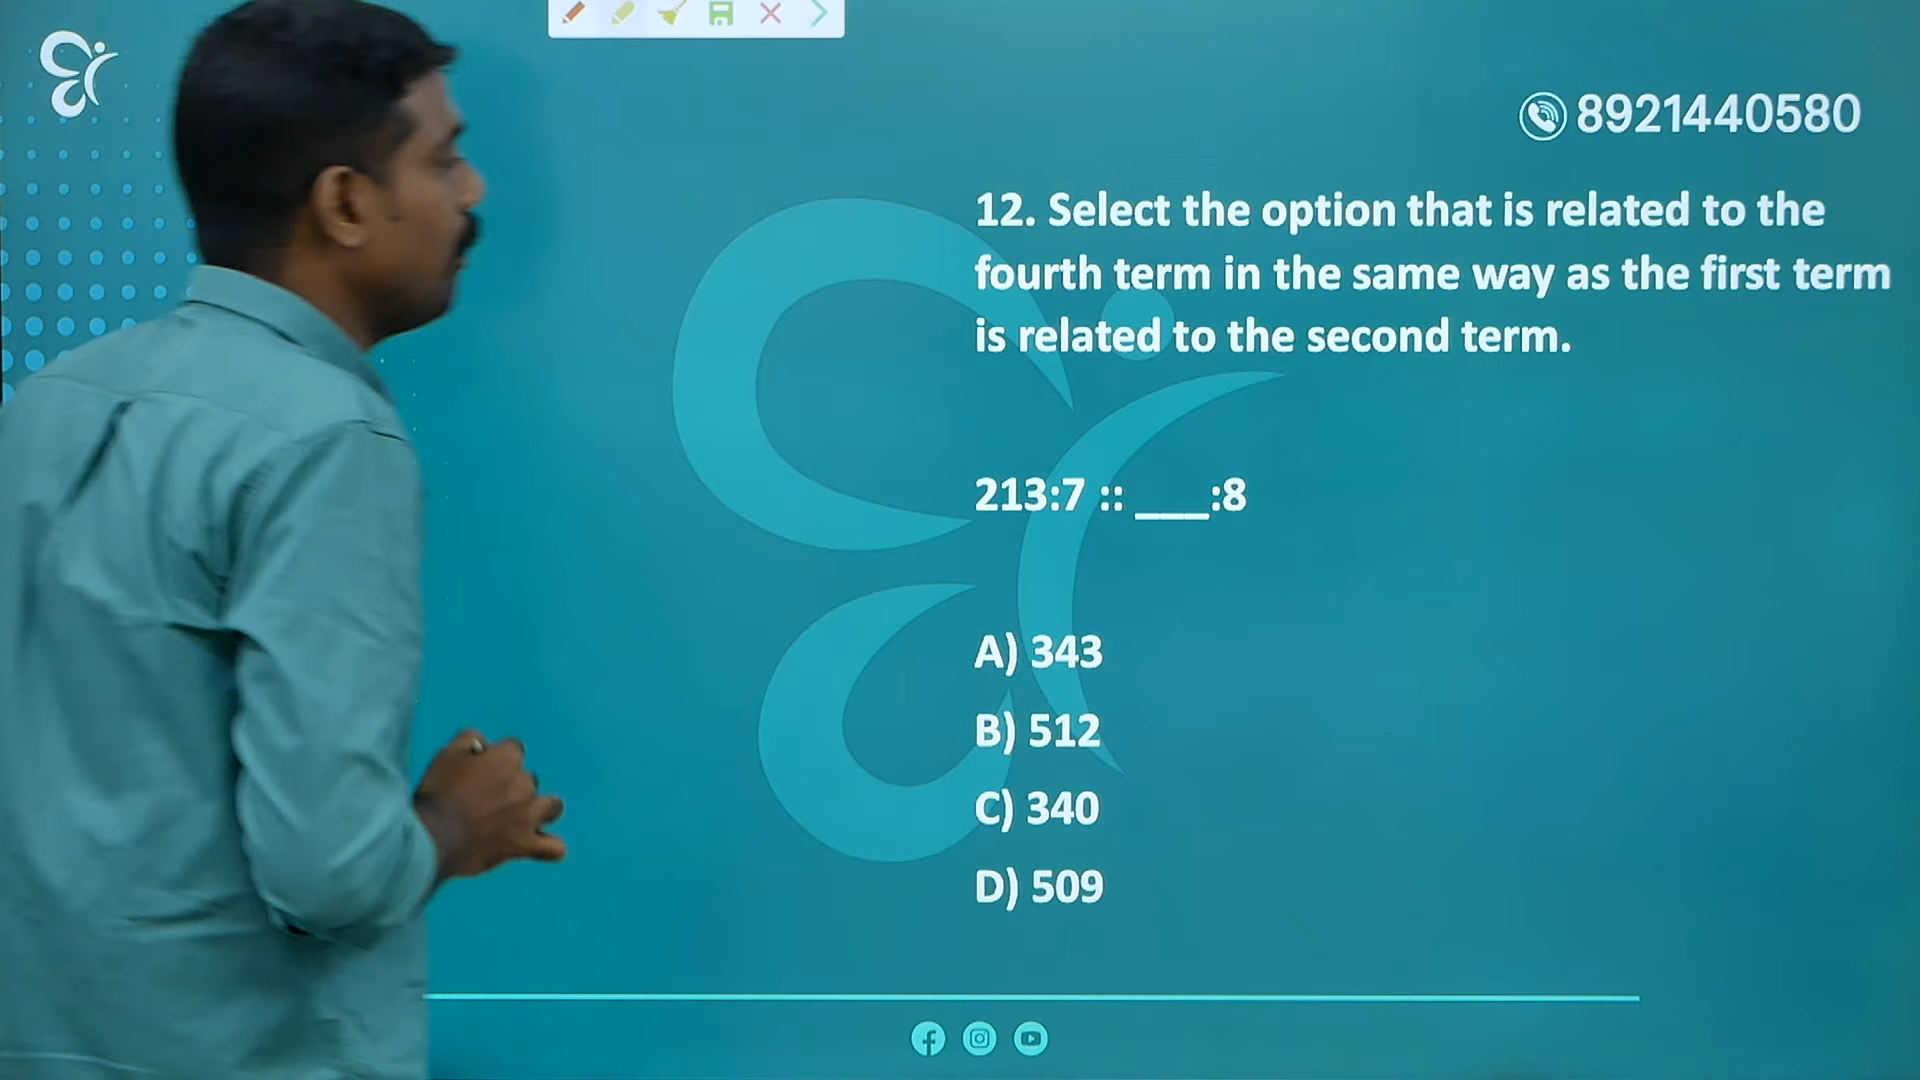 8921440580
12. Select the option that is related to the
fourth term in the same way as the first term
is related to the second term.
213:7 :: ___:8
A) 343
B) 512
C) 340
D) 509